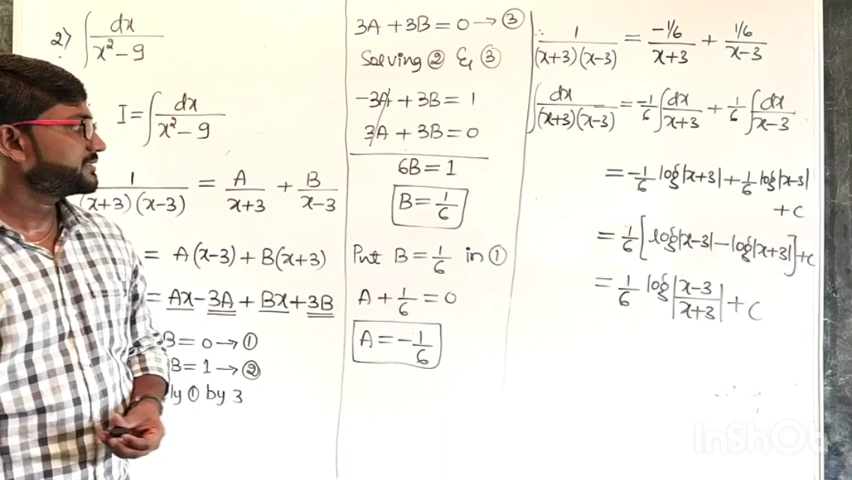 2) ∫ dx / x² – 9
I = ∫ dx / x² – 9
1 / (x+3)(x–3) = A / x+3 + B / x–3
= A(x–3) + B(x+3)
= Ax – 3A + Bx + 3B
B = 0 → ①
B = 1 → ②
ly ① by 3
3A + 3B = 0 → ③
Solving ② & ③
–3A + 3B = 1
3A + 3B = 0
6B = 1
B = 1/6
Put B = 1/6 in ①
A + 1/6 = 0
A = –1/6
∴ 1 / (x+3)(x–3) = –1/6 / x+3 + 1/6 / x–3
∫ dx / (x+3)(x–3) = –1/6 ∫ dx / x+3 + 1/6 ∫ dx / x–3
= –1/6 log|x+3| + 1/6 log|x–3|
+ C
= 1/6 [log|x–3| – log|x+3|] + C
= 1/6 log|x–3 / x+3| + C
InShOt